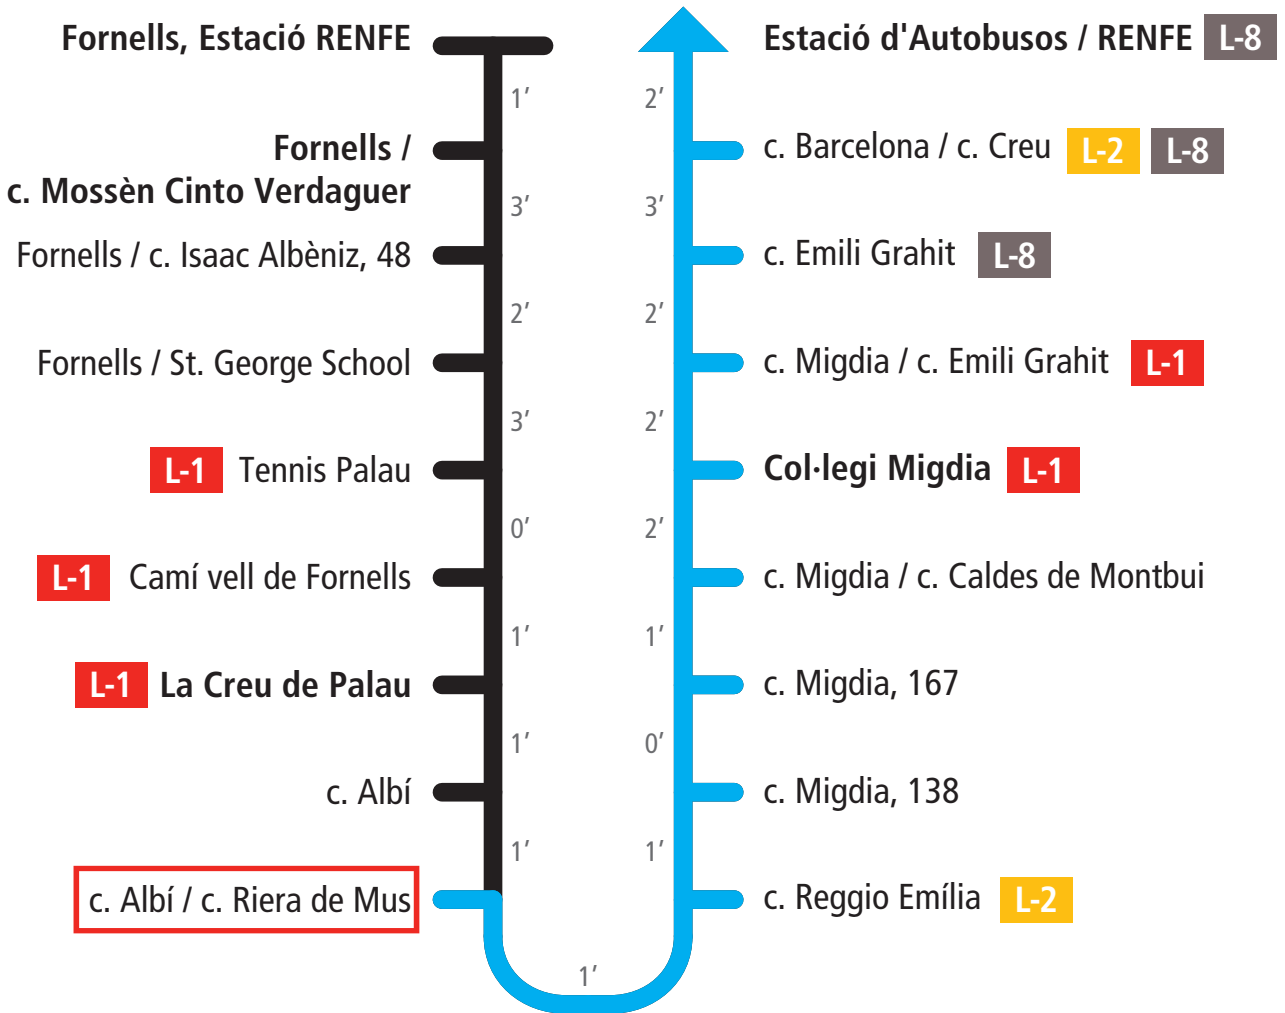 Fornells, Estació RENFE
1’
Fornells /
c. Mossèn Cinto Verdaguer
3’
Fornells / c. Isaac Albèniz, 48
2’
Fornells / St. George School
3’
L-1 Tennis Palau
0’
L-1 Camí vell de Fornells
1’
L-1 La Creu de Palau
1’
c. Albí
1’
c. Albí / c. Riera de Mus
1’
Estació d'Autobusos / RENFE L-8
2’
c. Barcelona / c. Creu L-2 L-8
3’
c. Emili Grahit L-8
2’
c. Migdia / c. Emili Grahit L-1
2’
Col·legi Migdia L-1
2’
c. Migdia / c. Caldes de Montbui
1’
c. Migdia, 167
0’
c. Migdia, 138
1’
c. Reggio Emília L-2